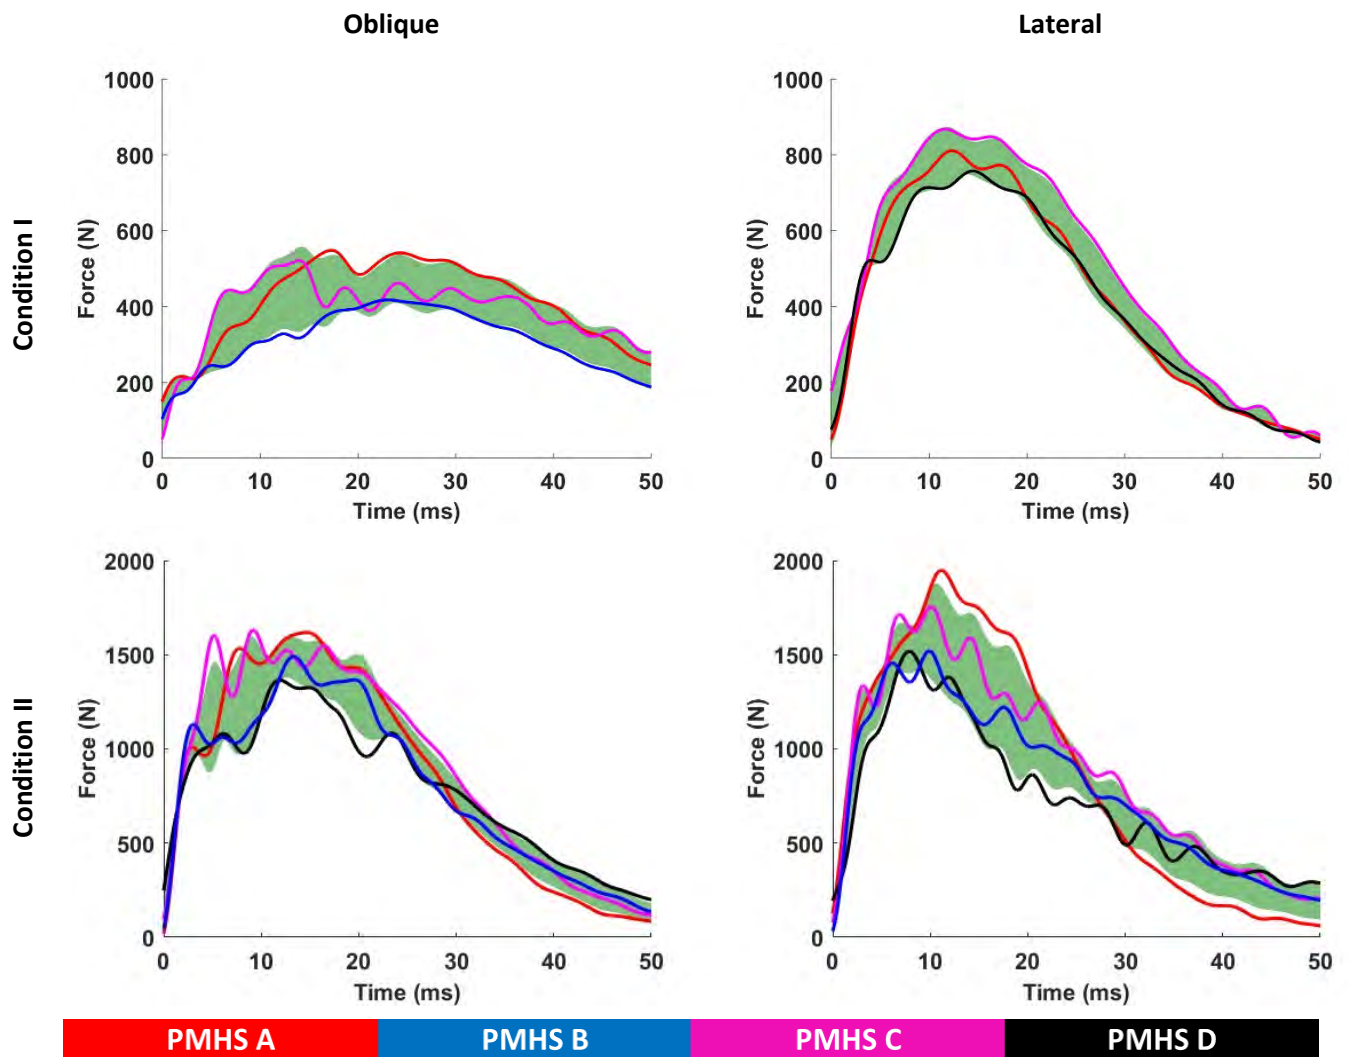 Oblique
Lateral
Condition I
Force (N)
1000
800
600
400
200
0
0 10 20 30 40 50
Time (ms)
Force (N)
1000
800
600
400
200
0
0 10 20 30 40 50
Time (ms)
Condition II
Force (N)
2000
1500
1000
500
0
0 10 20 30 40 50
Time (ms)
Force (N)
2000
1500
1000
500
0
0 10 20 30 40 50
Time (ms)
PMHS A PMHS B PMHS C PMHS D